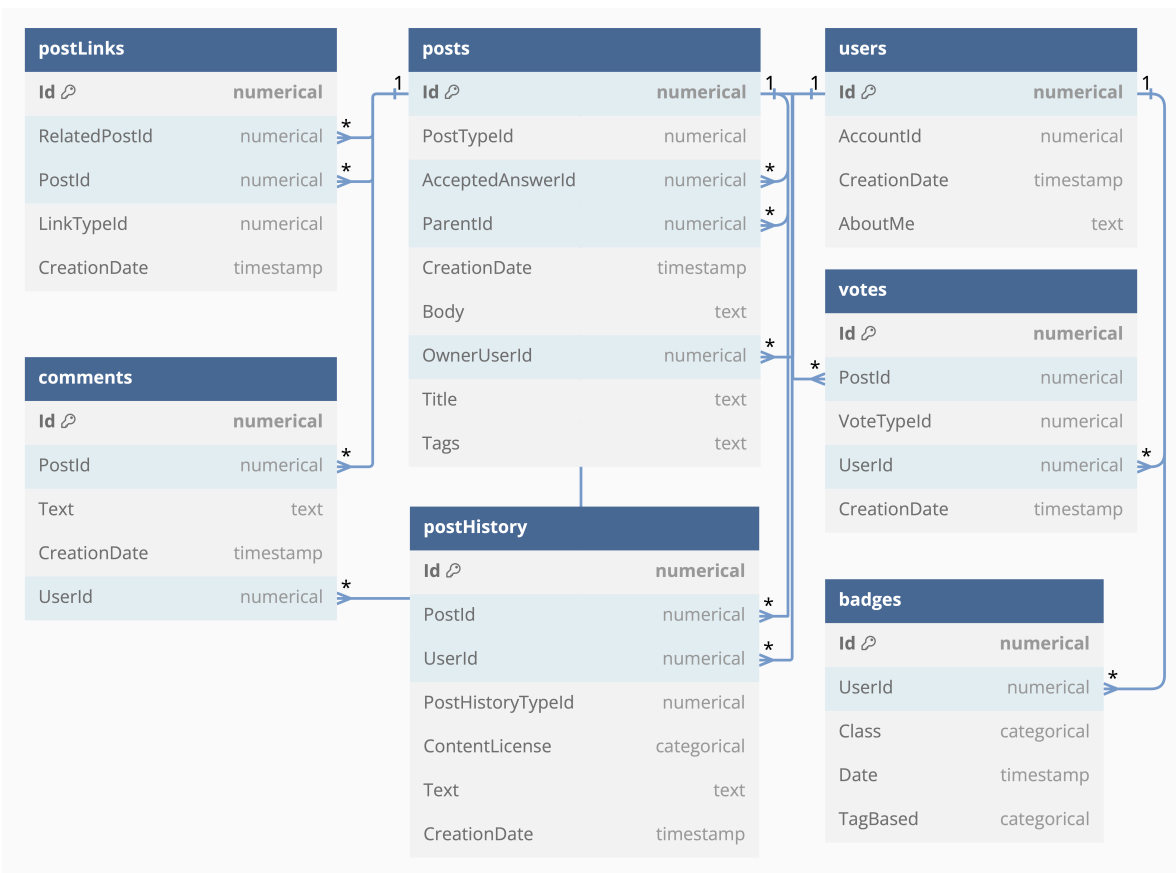 postLinks
Id numerical
RelatedPostId numerical
PostId numerical
LinkTypeId numerical
CreationDate timestamp
comments
Id numerical
PostId numerical
Text text
CreationDate timestamp
UserId numerical
posts
Id numerical
PostTypeId numerical
AcceptedAnswerId numerical
ParentId numerical
CreationDate timestamp
Body text
OwnerUserId numerical
Title text
Tags text
postHistory
Id numerical
PostId numerical
UserId numerical
PostHistoryTypeId numerical
ContentLicense categorical
Text text
CreationDate timestamp
users
Id numerical
AccountId numerical
CreationDate timestamp
AboutMe text
votes
Id numerical
PostId numerical
VoteTypeId numerical
UserId numerical
CreationDate timestamp
badges
Id numerical
UserId numerical
Class categorical
Date timestamp
TagBased categorical
1
1
1
1
*
*
*
*
*
*
*
*
*
*
*
*